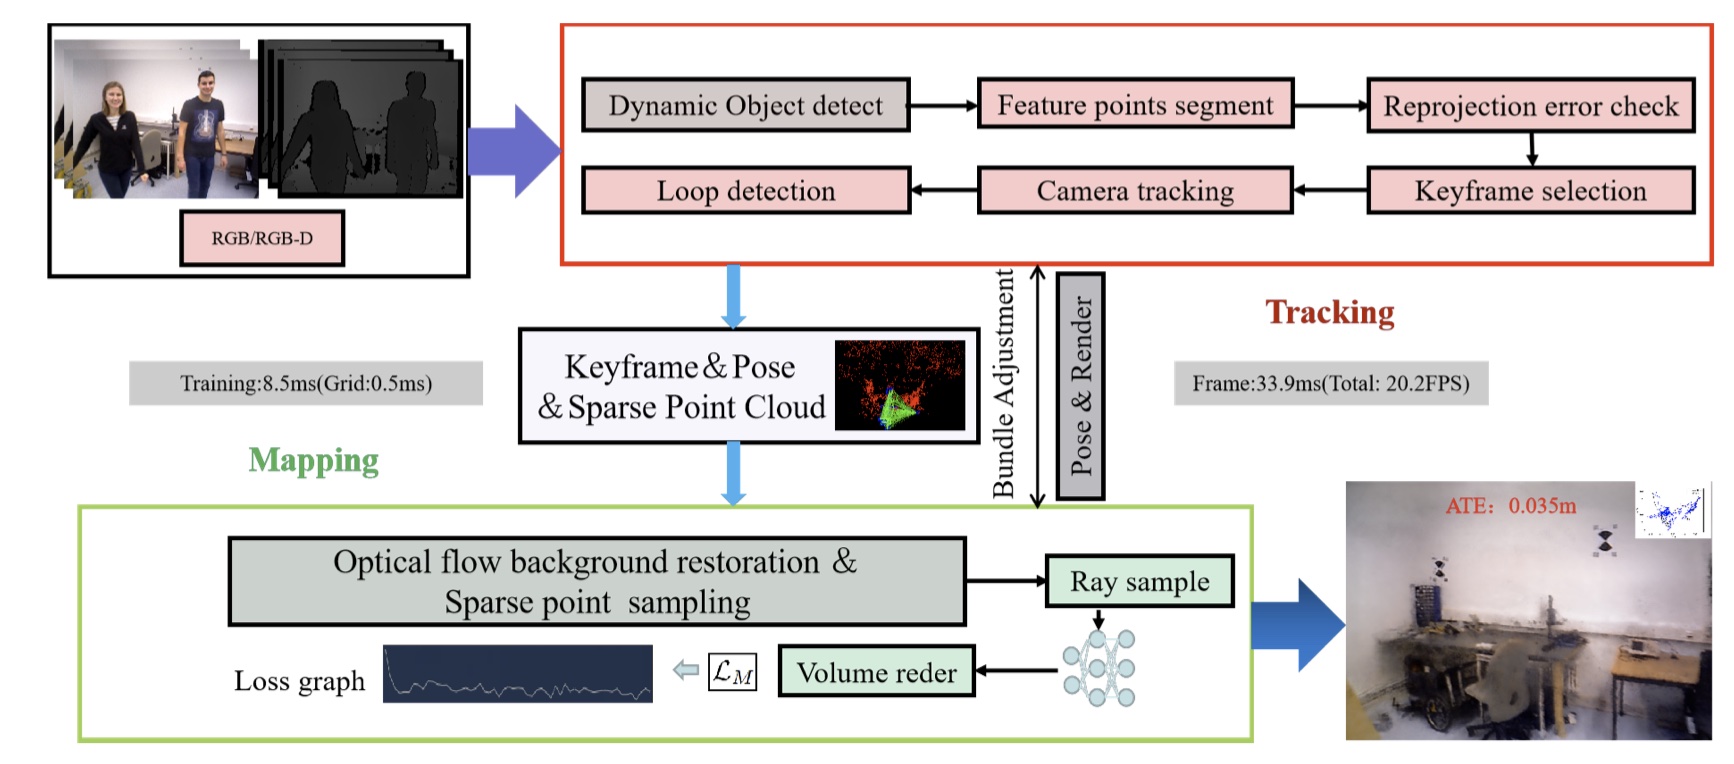 RGB/RGB-D
Dynamic Object detect
Feature points segment
Reprojection error check
Loop detection
Camera tracking
Keyframe selection
Tracking
Training:8.5ms(Grid:0.5ms)
Keyframe&Pose
&Sparse Point Cloud
Bundle Adjustment
Pose & Render
Frame:33.9ms(Total: 20.2FPS)
Mapping
ATE：0.035m
Optical flow background restoration &
Sparse point sampling
Ray sample
Loss graph
ℒM
Volume reder